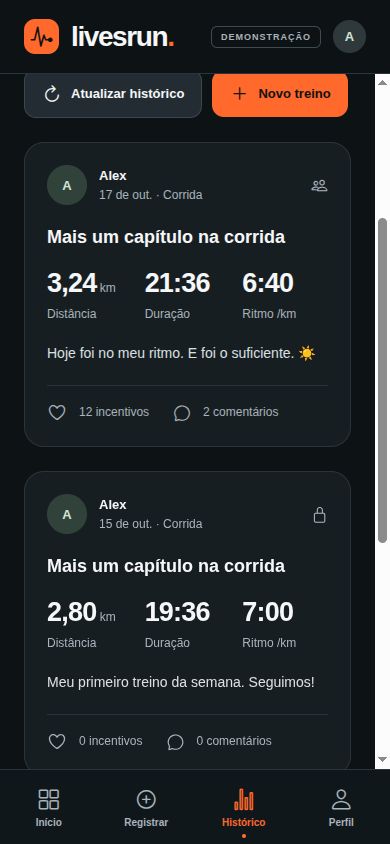 livesrun.
DEMONSTRAÇÃO
A
Atualizar histórico
Novo treino
A
Alex
17 de out. · Corrida
Mais um capítulo na corrida
3,24 km 21:36 6:40
Distância Duração Ritmo /km
Hoje foi no meu ritmo. E foi o suficiente. ☀️
12 incentivos 2 comentários
A
Alex
15 de out. · Corrida
Mais um capítulo na corrida
2,80 km 19:36 7:00
Distância Duração Ritmo /km
Meu primeiro treino da semana. Seguimos!
0 incentivos 0 comentários
Início Registrar Histórico Perfil